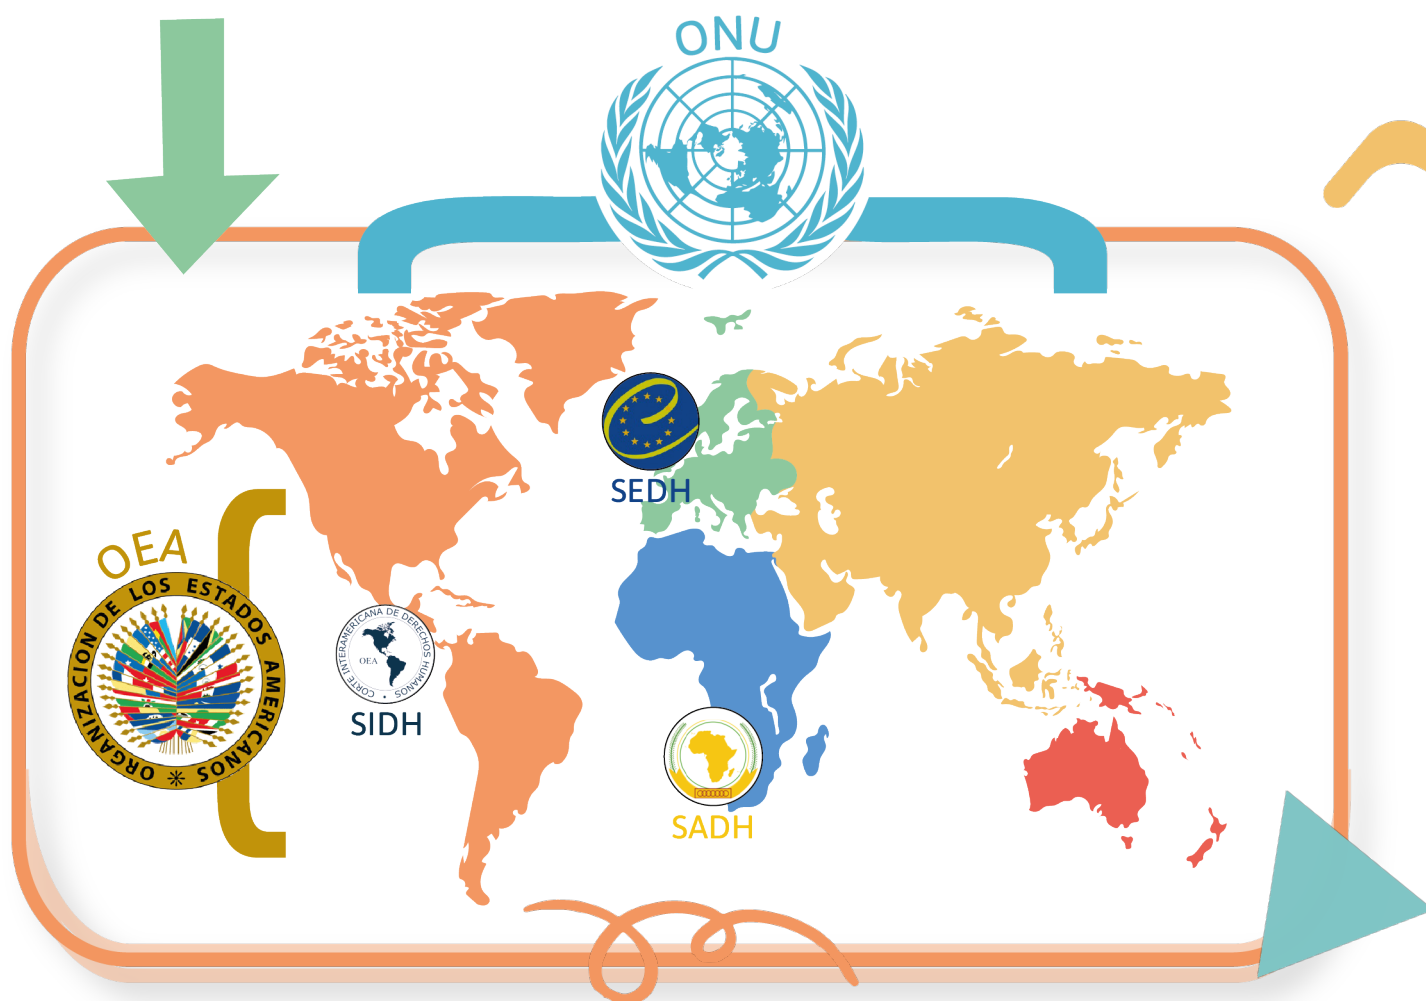 ONU
SEDH
OEA
ORGANIZACION DE LOS ESTADOS AMERICANOS
CORTE INTERAMERICANA DE DERECHOS HUMANOS
OEA
SIDH
SADH